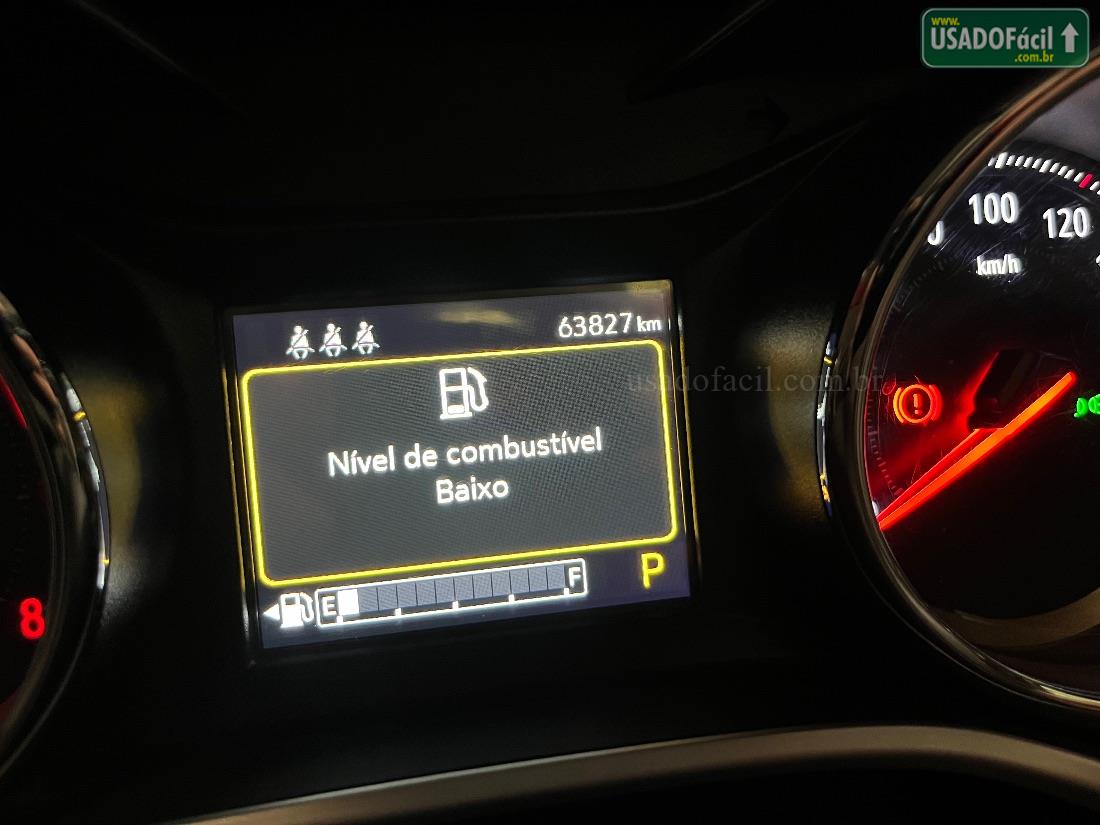 www.
USADOFácil
.com.br
63827 km
usadofacil.com.br
Nível de combustível
Baixo
E
F
P
8
100
120
km/h